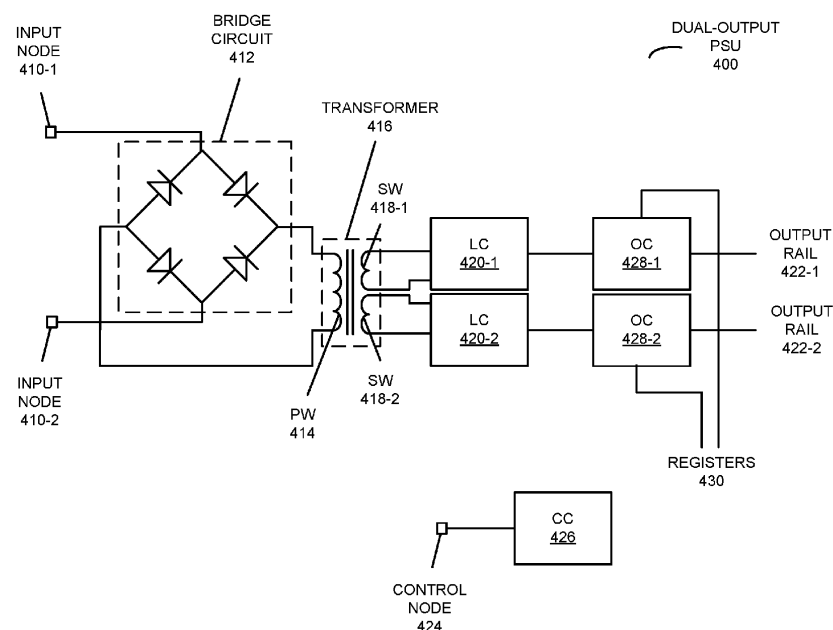 INPUT
NODE
410-1
BRIDGE
CIRCUIT
412
DUAL-OUTPUT
PSU
400
TRANSFORMER
416
SW
418-1
LC
420-1
OC
428-1
OUTPUT
RAIL
422-1
LC
420-2
OC
428-2
OUTPUT
RAIL
422-2
INPUT
NODE
410-2
PW
414
SW
418-2
REGISTERS
430
CC
426
CONTROL
NODE
424